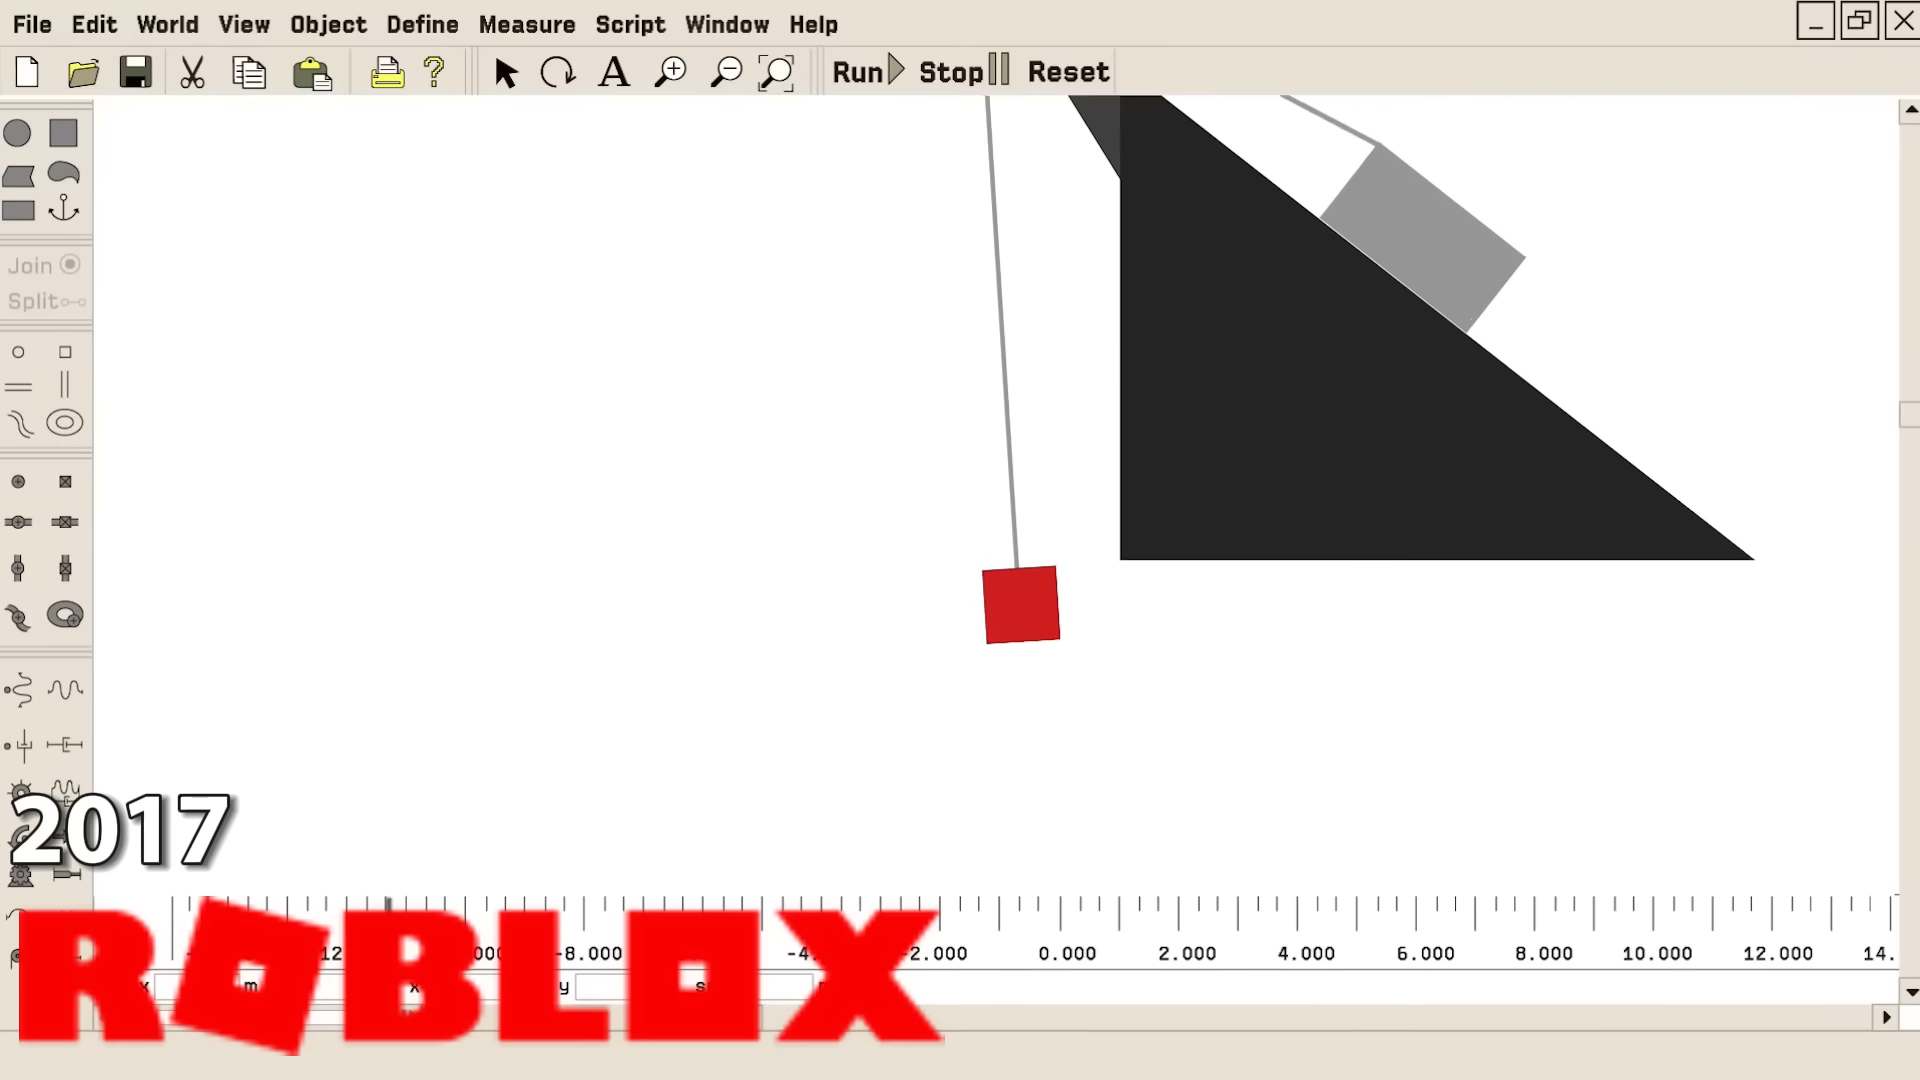 File Edit World View Object Define Measure Script Window Help
A Run Stop Reset
Join
Split
2017
-8.000 2.000 0.000 2.000 4.000 6.000 8.000 10.000 12.000 14.
ROBLOX
x m x y